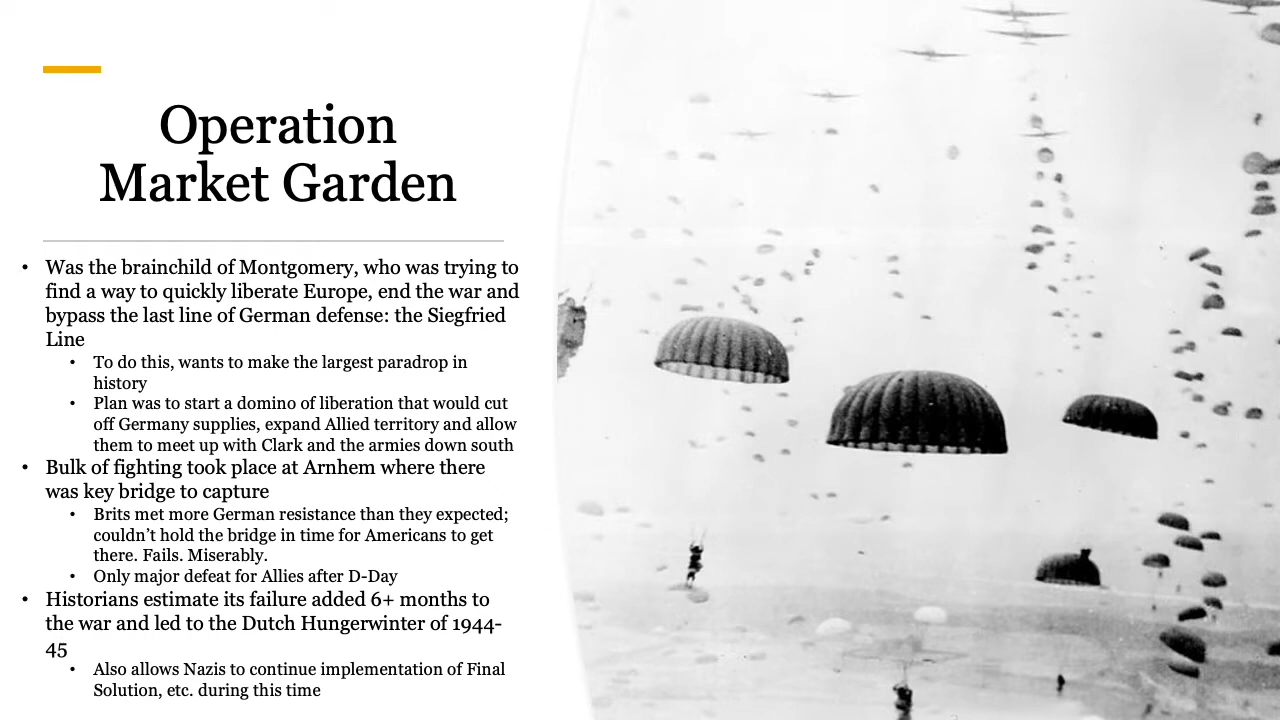 Operation
Market Garden
• Was the brainchild of Montgomery, who was trying to
find a way to quickly liberate Europe, end the war and
bypass the last line of German defense: the Siegfried
Line
• To do this, wants to make the largest paradrop in
history
• Plan was to start a domino of liberation that would cut
off Germany supplies, expand Allied territory and allow
them to meet up with Clark and the armies down south
• Bulk of fighting took place at Arnhem where there
was key bridge to capture
• Brits met more German resistance than they expected;
couldn’t hold the bridge in time for Americans to get
there. Fails. Miserably.
• Only major defeat for Allies after D-Day
• Historians estimate its failure added 6+ months to
the war and led to the Dutch Hungerwinter of 1944-
45
• Also allows Nazis to continue implementation of Final
Solution, etc. during this time